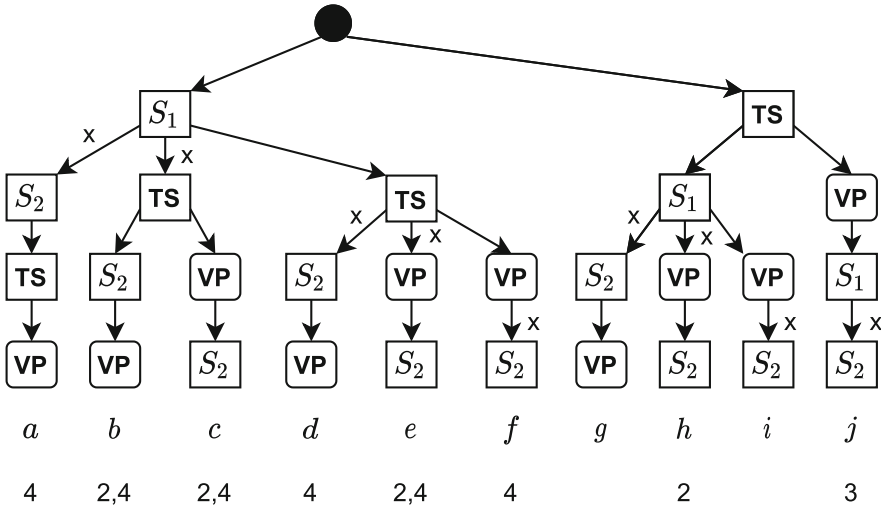 S₁ TS
x x
S₂ TS TS S₁ VP
x x x x
TS S₂ VP S₂ VP VP S₂ VP VP S₁
x x x
VP VP S₂ VP S₂ S₂ VP S₂ S₂ S₂
a b c d e f g h i j
4 2,4 2,4 4 2,4 4 2 3